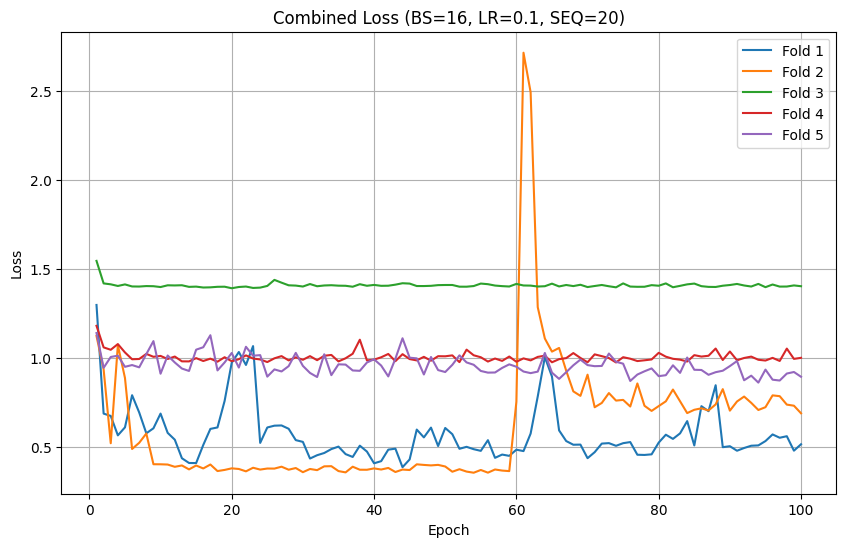 Combined Loss (BS=16, LR=0.1, SEQ=20)
Fold 1
Fold 2
Fold 3
Fold 4
Fold 5
Loss
2.5
2.0
1.5
1.0
0.5
0 20 40 60 80 100
Epoch